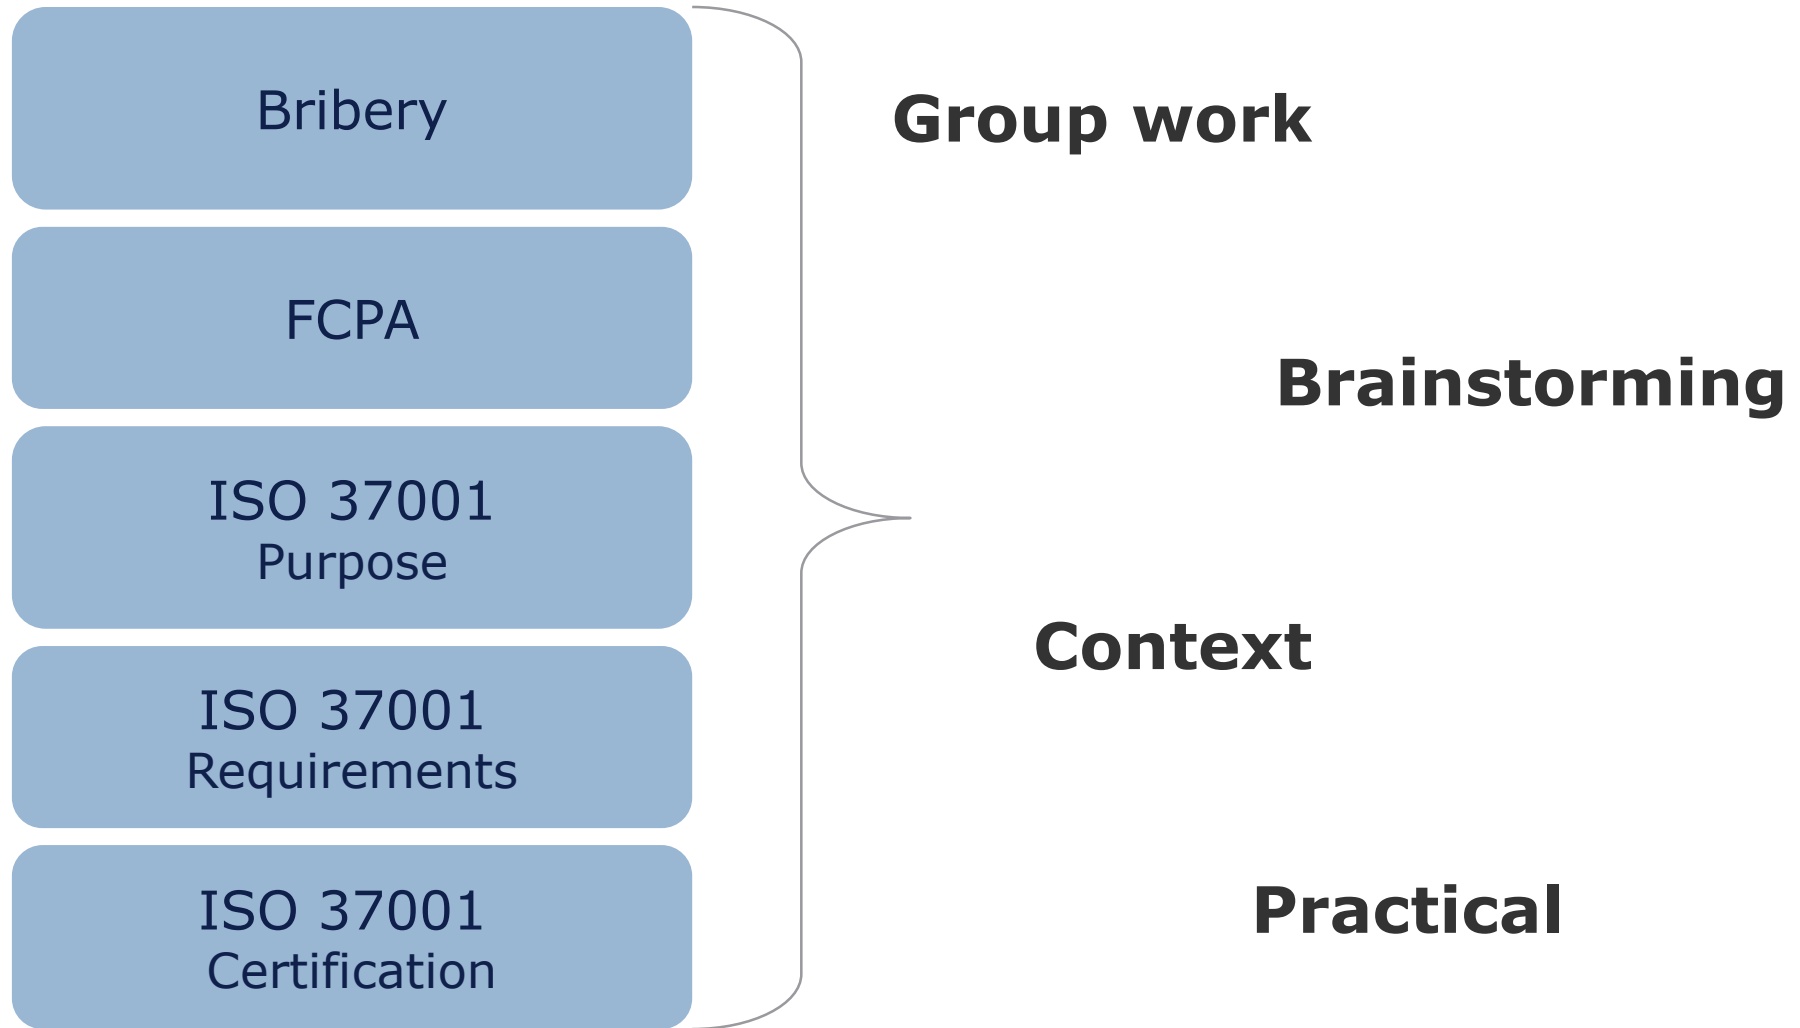 Bribery
FCPA
ISO 37001
Purpose
ISO 37001
Requirements
ISO 37001
Certification
Group work
Brainstorming
Context
Practical